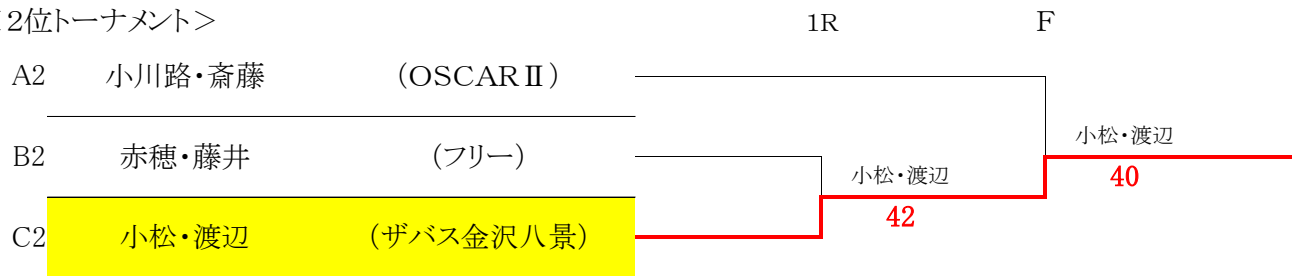 2位トーナメント＞ 1R F
A2 小川路・斎藤 （OSCARⅡ）
小松・渡辺
B2 赤穂・藤井 （フリー）
小松・渡辺 40
42
C2 小松・渡辺 （ザバス金沢八景）